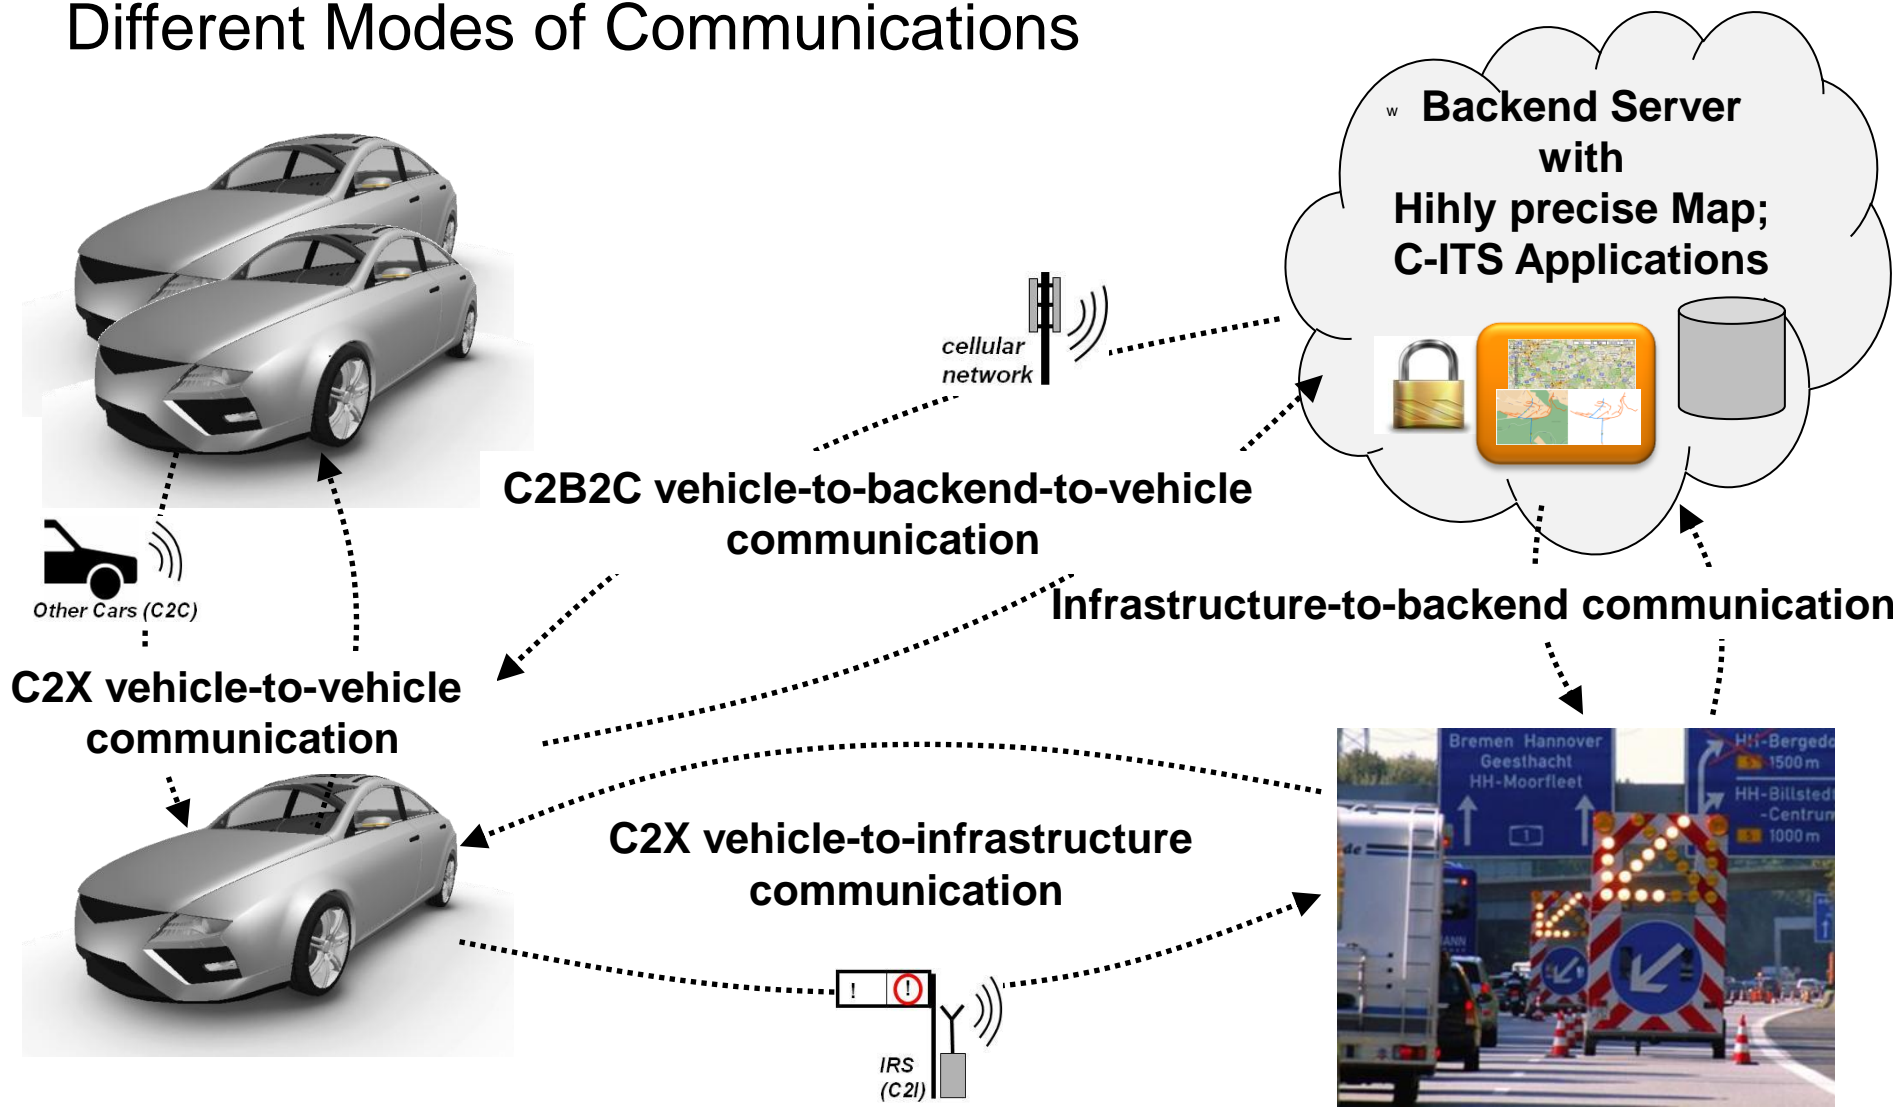 Different Modes of Communications
w Backend Server
with
Hihly precise Map;
C-ITS Applications
cellular
network
C2B2C vehicle-to-backend-to-vehicle
communication
Other Cars (C2C)
Infrastructure-to-backend communication
C2X vehicle-to-vehicle
communication
Bremen Hannover
Geesthacht
HH-Moorfleet
1
HH-Bergedo
1500 m
HH-Billstedt
-Centrum
1000 m
de
C2X vehicle-to-infrastructure
communication
! !
IRS
(C2I)